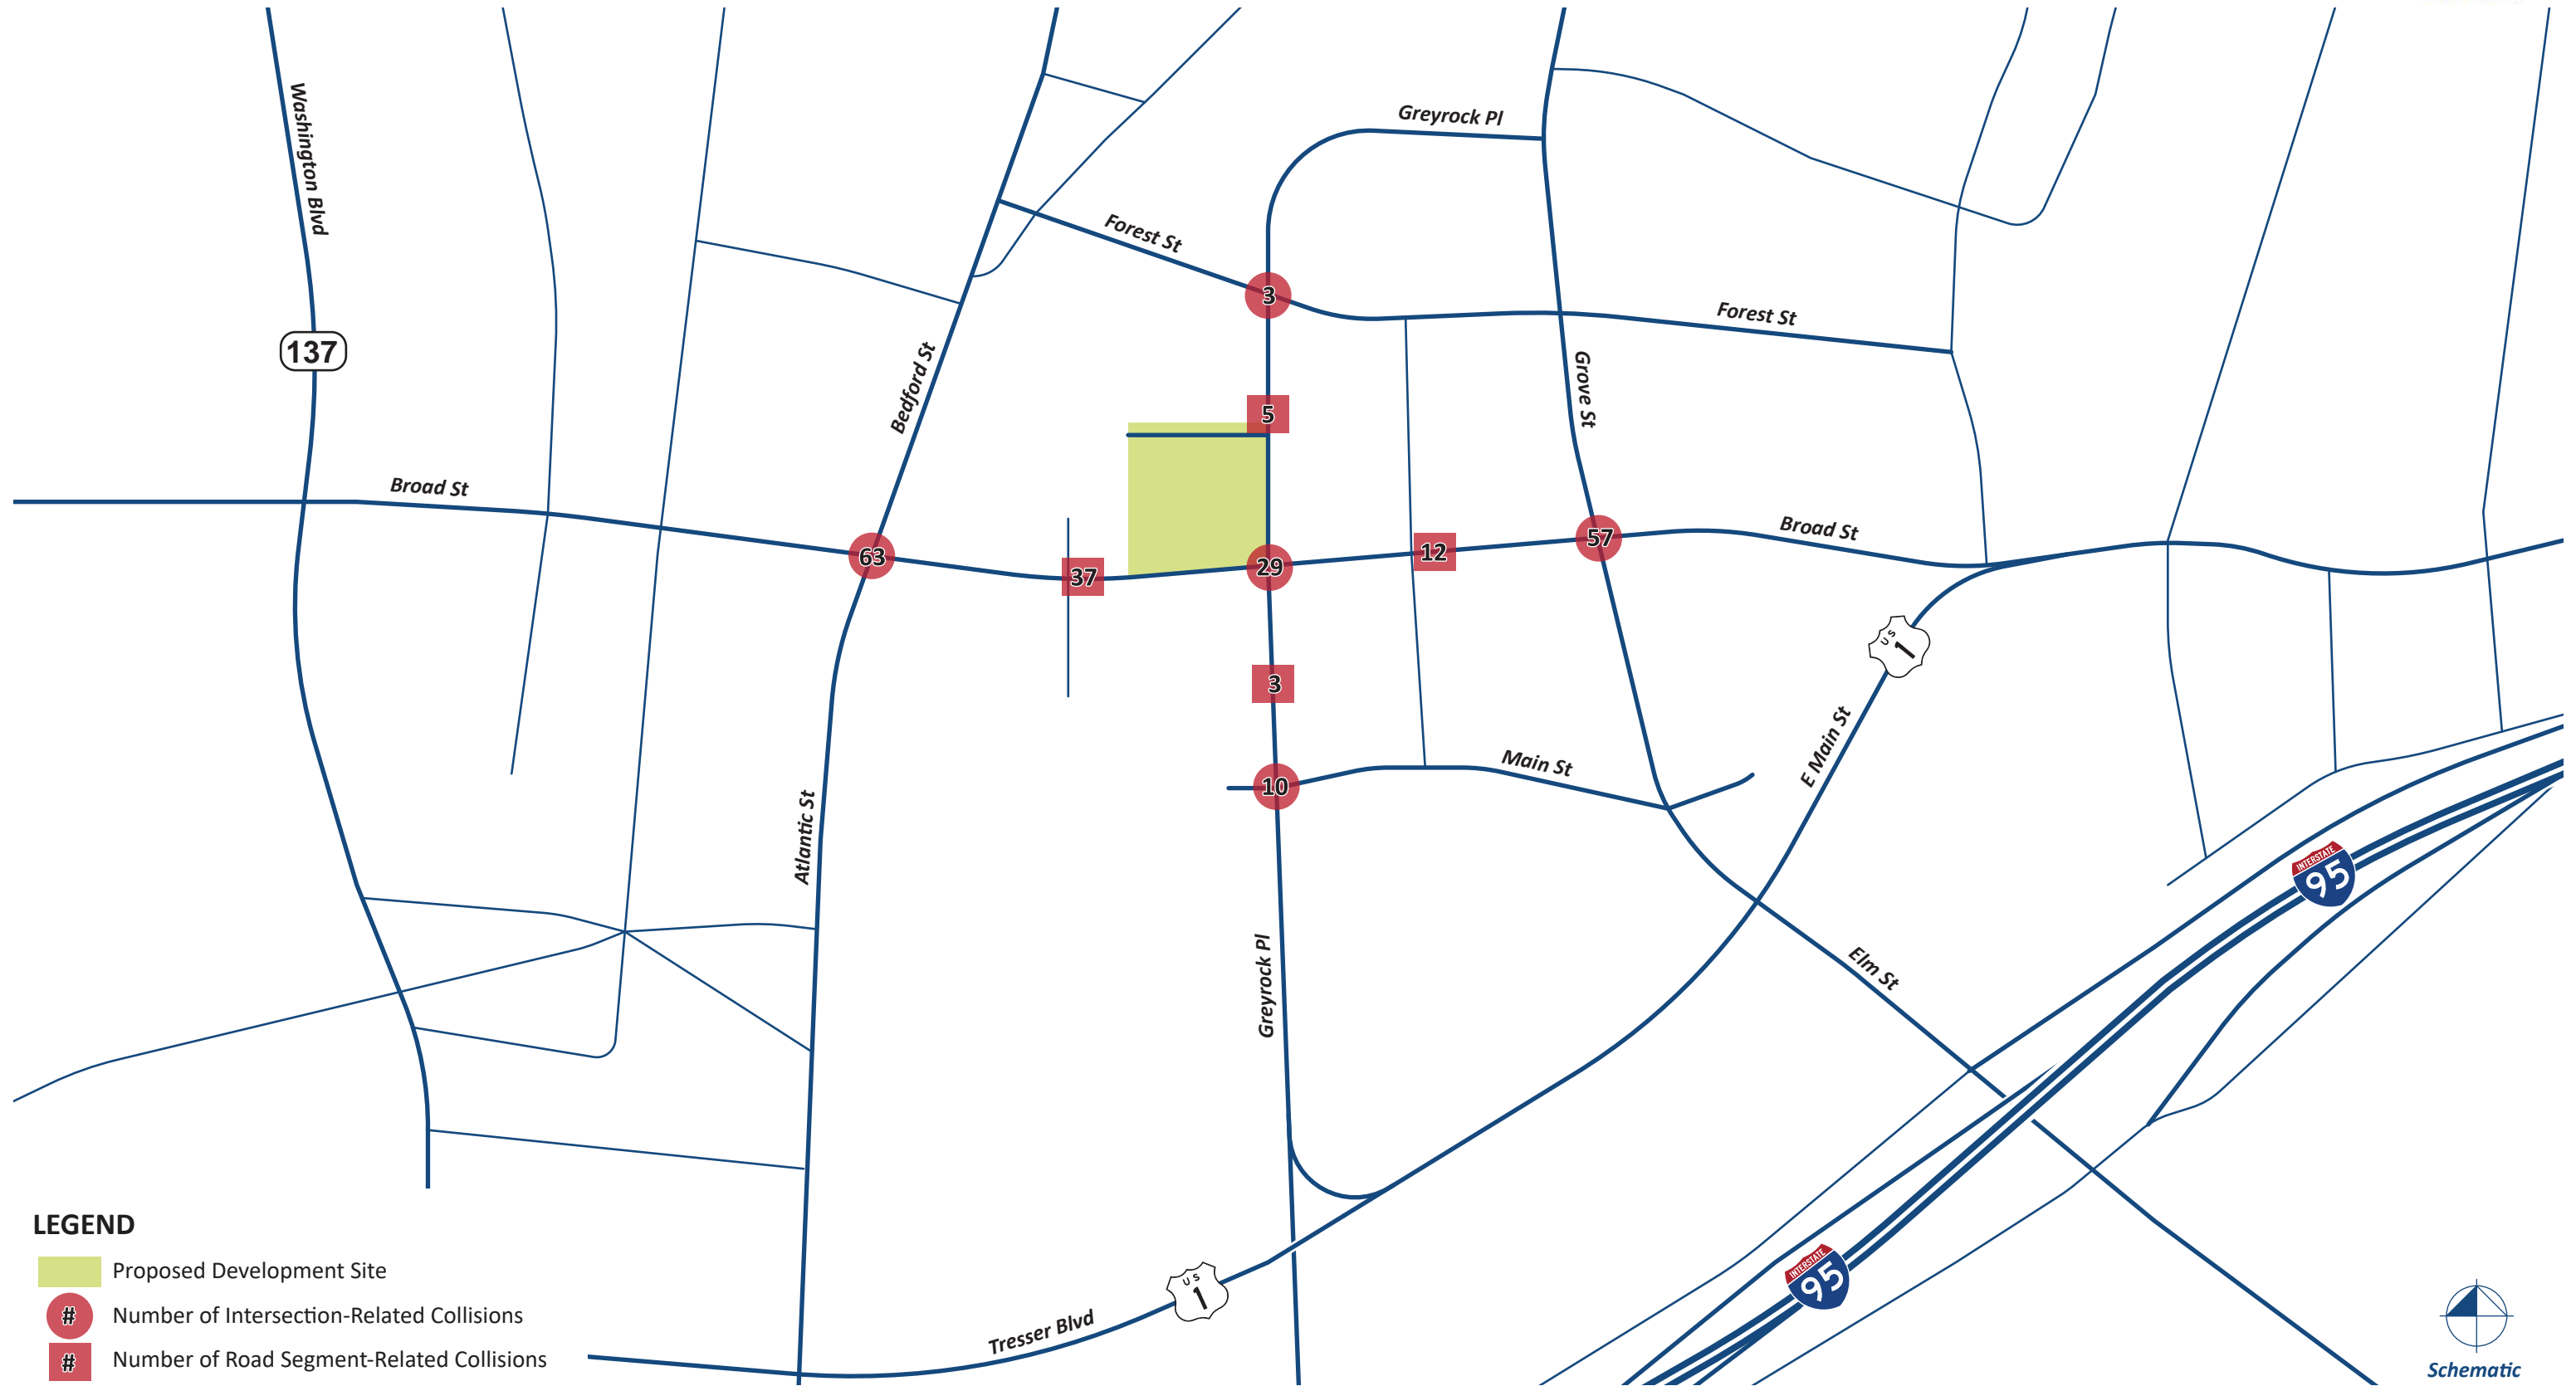 Washington Blvd
Greyrock Pl
Forest St
3
Forest St
137
Bedford St
Grove St
5
Broad St
63
37
29
12
57
Broad St
U S
1
3
E Main St
Main St
10
Atlantic St
INTERSTATE
95
Greyrock Pl
Elm St
LEGEND
Proposed Development Site
# Number of Intersection-Related Collisions
# Number of Road Segment-Related Collisions
U S
1
Tresser Blvd
INTERSTATE
95
Schematic